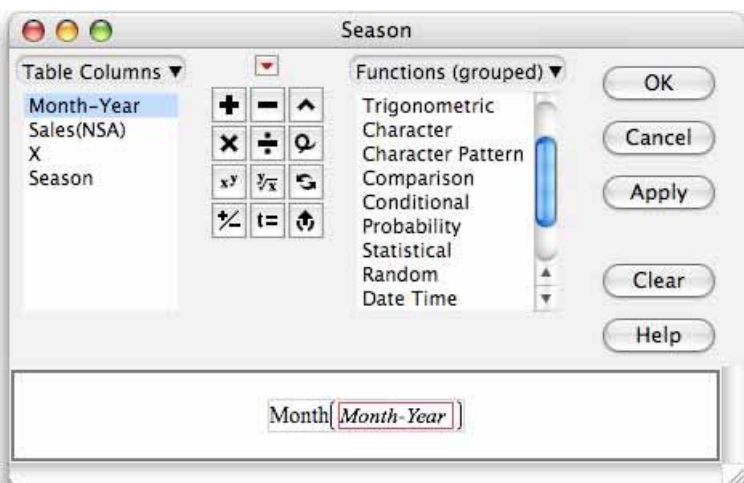 Season
Table Columns ▼
Month-Year
Sales(NSA)
X
Season
+ − ^
× ÷
xʸ ʸ√x
+/− t=
Functions (grouped) ▼
Trigonometric
Character
Character Pattern
Comparison
Conditional
Probability
Statistical
Random
Date Time
OK
Cancel
Apply
Clear
Help
Month(Month-Year)